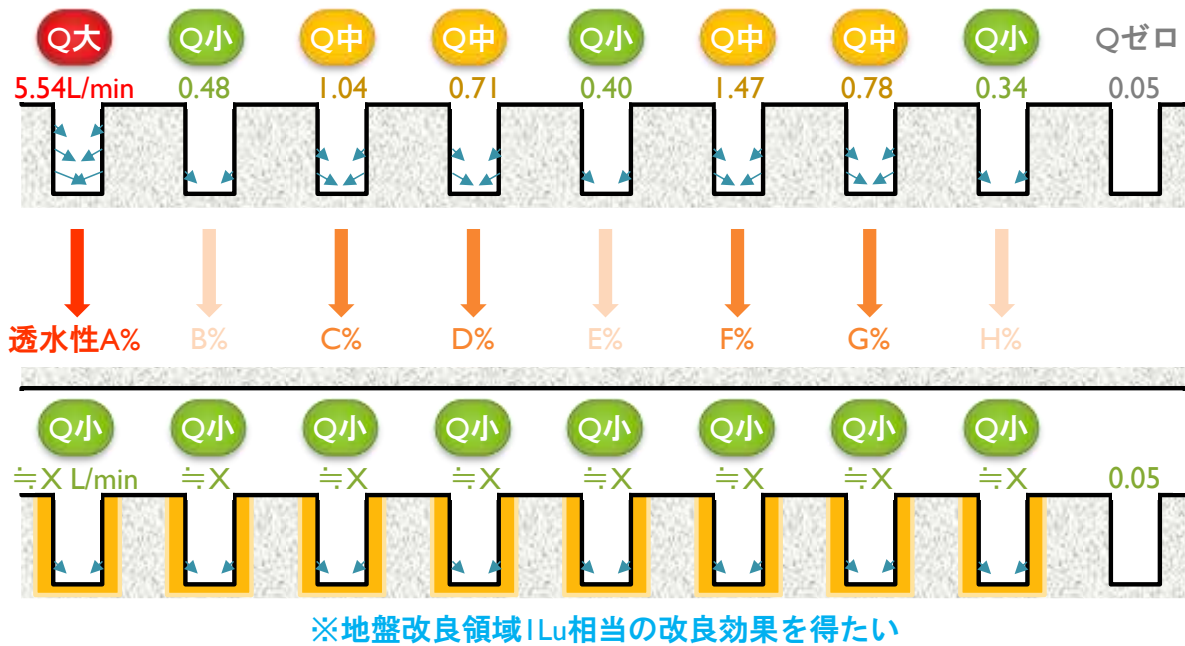 Q大 Q小 Q中 Q中 Q小 Q中 Q中 Q小 Qゼロ
5.54L/min 0.48 1.04 0.71 0.40 1.47 0.78 0.34 0.05
透水性A% B% C% D% E% F% G% H%
Q小 Q小 Q小 Q小 Q小 Q小 Q小 Q小
≒X L/min ≒X ≒X ≒X ≒X ≒X ≒X ≒X 0.05
※地盤改良領域1Lu相当の改良効果を得たい